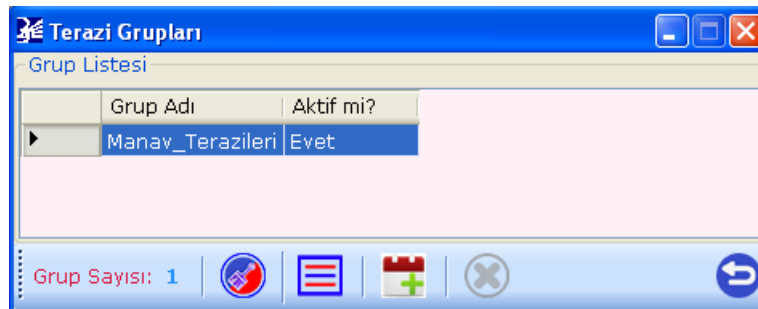 Terazi Grupları
Grup Listesi
Grup Adı Aktif mi?
Manav_Terazileri Evet
Grup Sayısı: 1